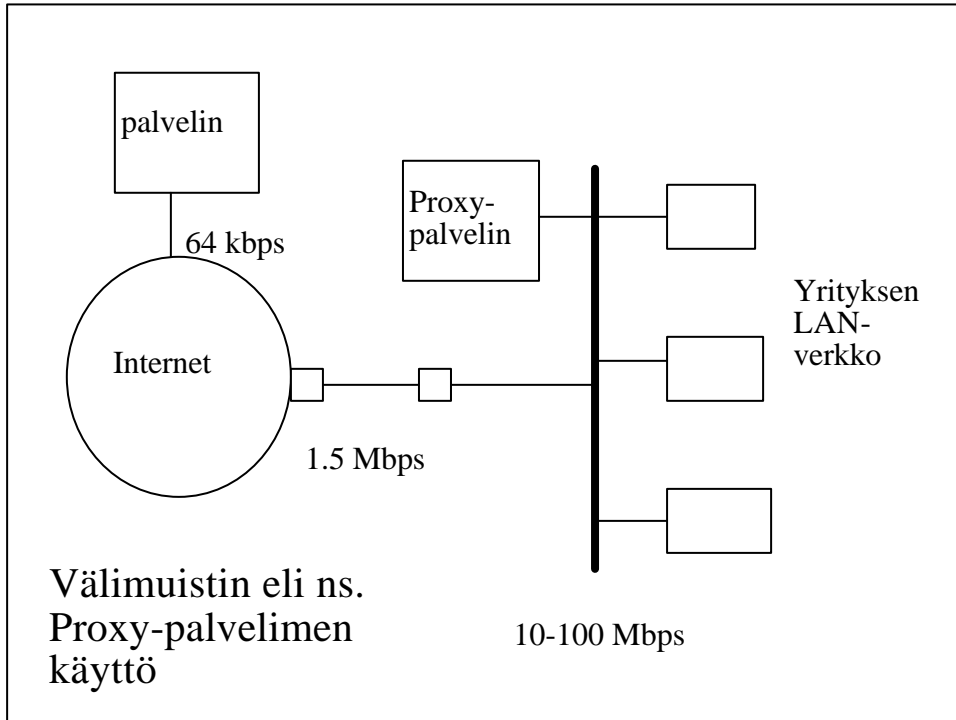 palvelin
64 kbps
Proxy-
palvelin
Yrityksen
LAN-
verkko
Internet
1.5 Mbps
Välimuistin eli ns.
Proxy-palvelimen
käyttö
10-100 Mbps